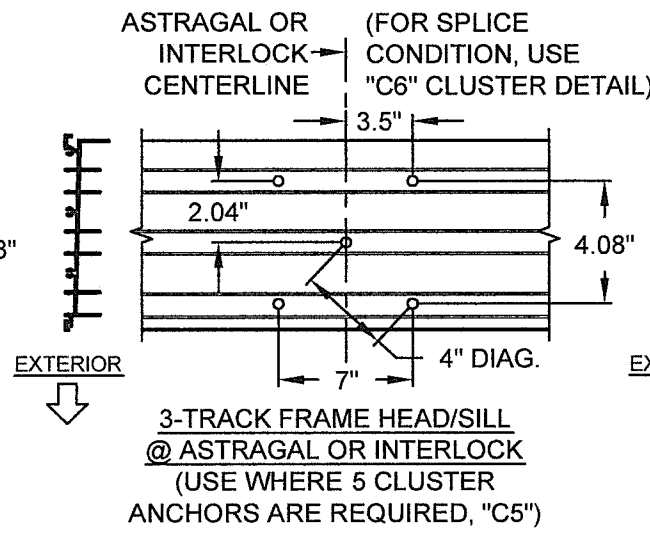 ASTRAGAL OR
INTERLOCK
CENTERLINE
(FOR SPLICE
CONDITION, USE
"C6" CLUSTER DETAIL)
3.5"
2.04"
4.08"
4" DIAG.
7"
EXTERIOR
3-TRACK FRAME HEAD/SILL
@ ASTRAGAL OR INTERLOCK
(USE WHERE 5 CLUSTER
ANCHORS ARE REQUIRED, "C5")